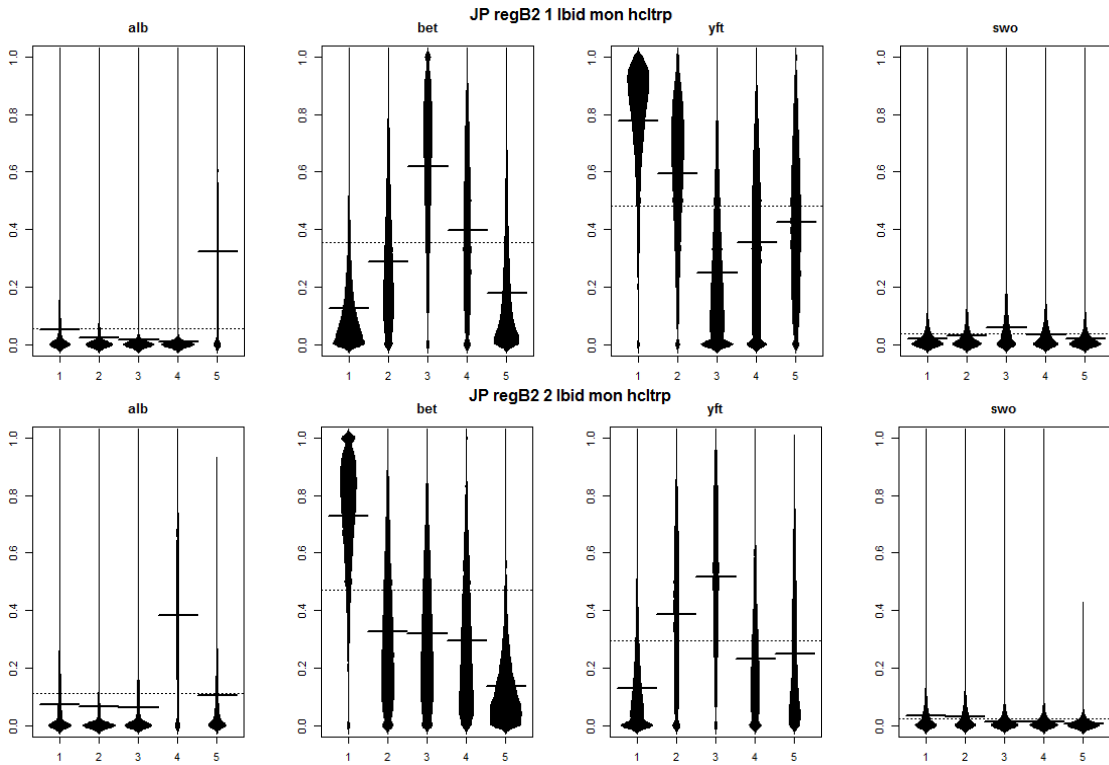 JP regB2 1 lbid mon hcltrp
alb bet yft swo
1.0 1.0 1.0 1.0
0.8 0.8 0.8 0.8
0.6 0.6 0.6 0.6
0.4 0.4 0.4 0.4
0.2 0.2 0.2 0.2
0.0 0.0 0.0 0.0
1 2 3 4 5 1 2 3 4 5 1 2 3 4 5 1 2 3 4 5
JP regB2 2 lbid mon hcltrp
alb bet yft swo
1.0 1.0 1.0 1.0
0.8 0.8 0.8 0.8
0.6 0.6 0.6 0.6
0.4 0.4 0.4 0.4
0.2 0.2 0.2 0.2
0.0 0.0 0.0 0.0
1 2 3 4 5 1 2 3 4 5 1 2 3 4 5 1 2 3 4 5